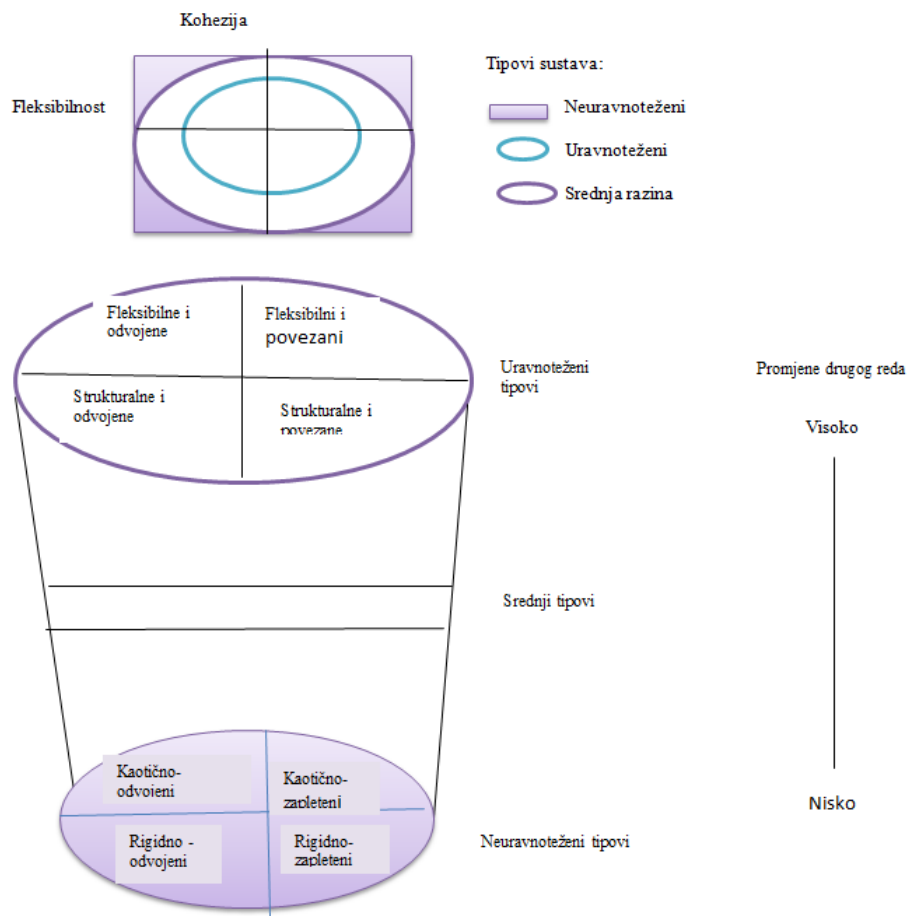 Kohezija
Fleksibilnost
Tipovi sustava:
Neuravnoteženi
Uravnoteženi
Srednja razina
Fleksibilne i
odvojene
Fleksibilni i
povezani
Strukturalne i
odvojene
Strukturalne i
povezane
Uravnoteženi
tipovi
Promjene drugog reda
Visoko
Srednji tipovi
Kaotično-
odvojeni
Kaotično-
zapleteni
Rigidno -
odvojeni
Rigidno-
zapleteni
Neuravnoteženi tipovi
Nisko